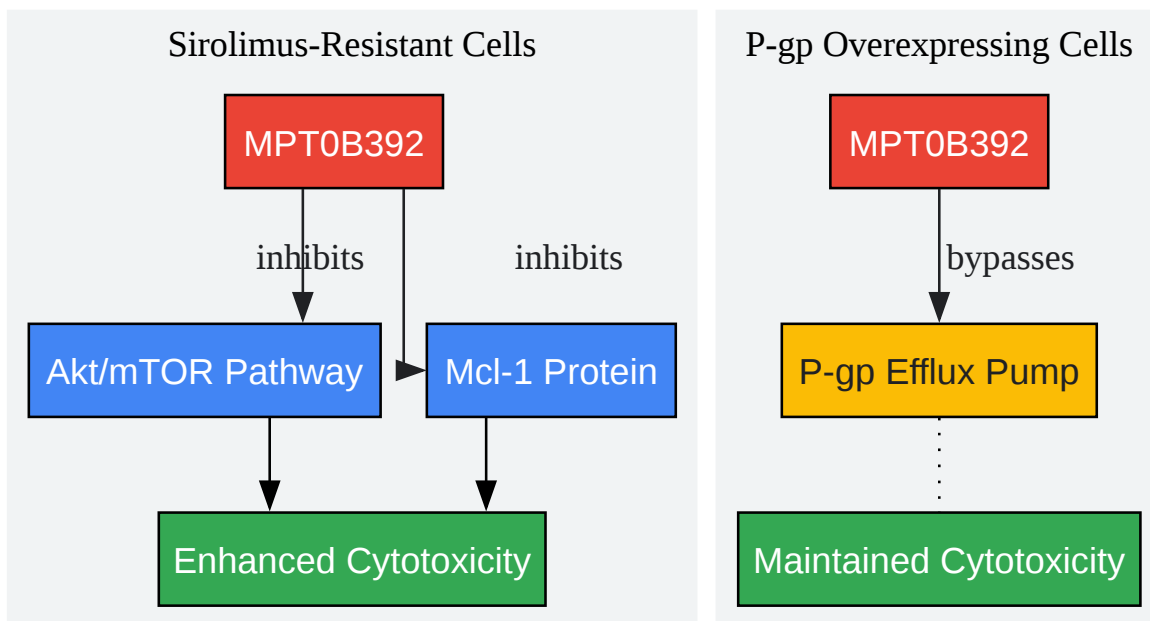 Sirolimus-Resistant Cells
MPT0B392
inhibits
inhibits
Akt/mTOR Pathway
Mcl-1 Protein
Enhanced Cytotoxicity
P-gp Overexpressing Cells
MPT0B392
bypasses
P-gp Efflux Pump
Maintained Cytotoxicity